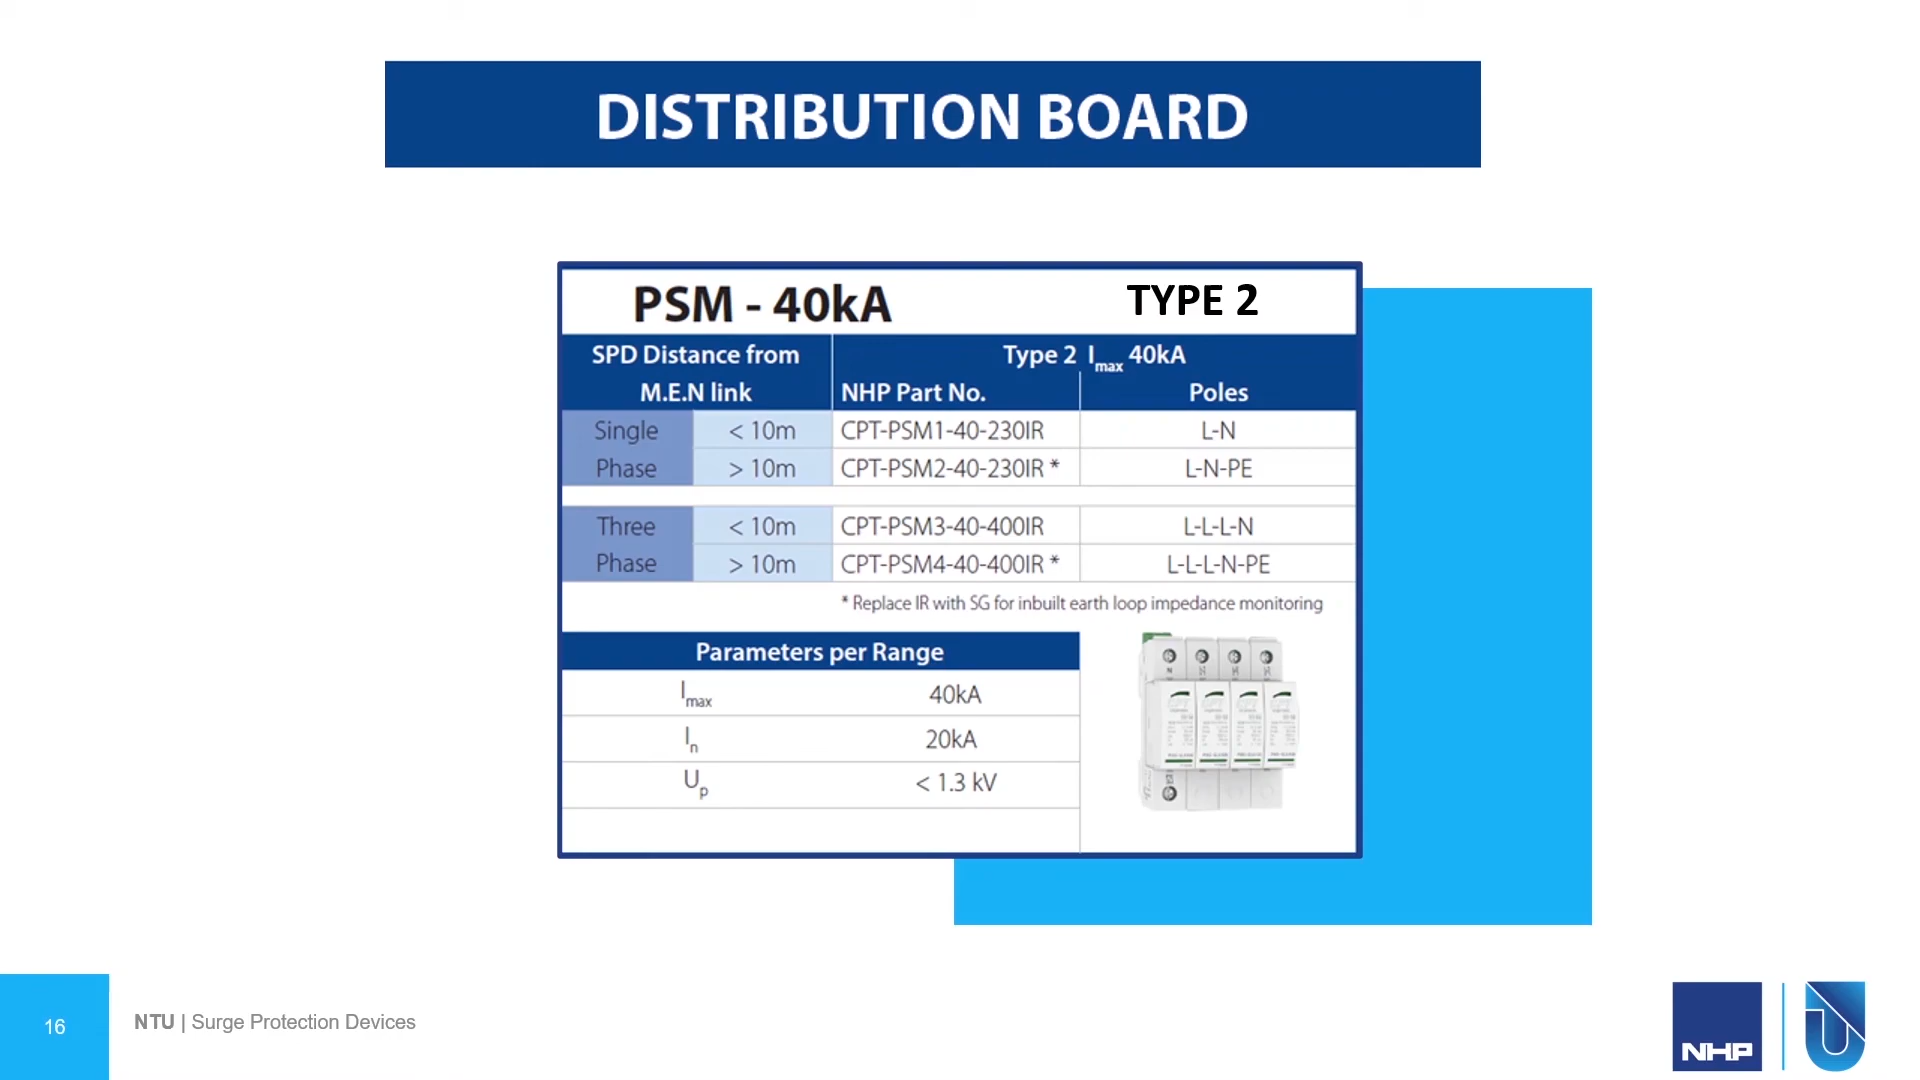 DISTRIBUTION BOARD
PSM - 40kA TYPE 2
SPD Distance from M.E.N link
Type 2 Imax 40kA
NHP Part No. Poles
Single Phase
< 10m CPT-PSM1-40-230IR L-N
> 10m CPT-PSM2-40-230IR * L-N-PE
Three Phase
< 10m CPT-PSM3-40-400IR L-L-L-N
> 10m CPT-PSM4-40-400IR * L-L-L-N-PE
* Replace IR with SG for inbuilt earth loop impedance monitoring
Parameters per Range
Imax 40kA
In 20kA
Up < 1.3 kV
16
NTU | Surge Protection Devices
NHP